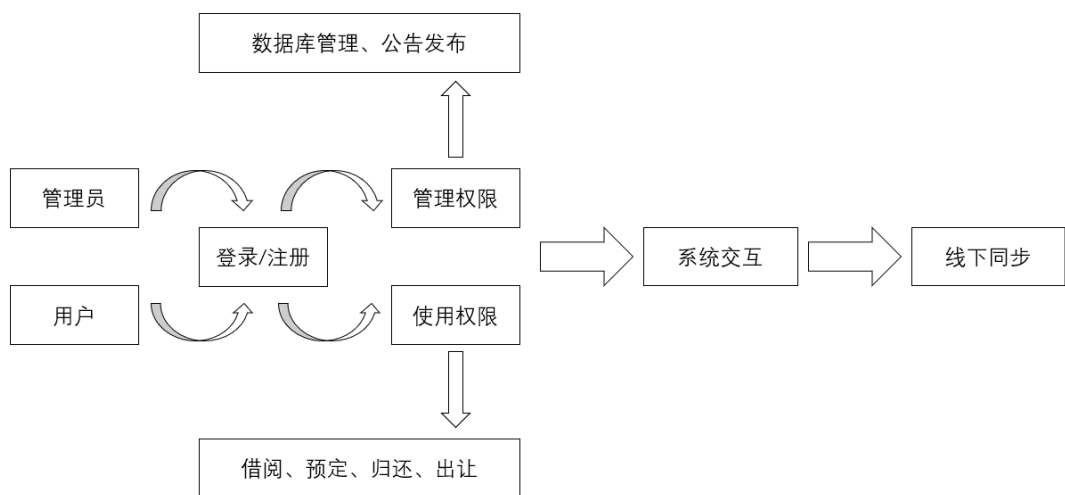 数据库管理、公告发布
管理员
管理权限
登录/注册
系统交互
线下同步
用户
使用权限
借阅、预定、归还、出让